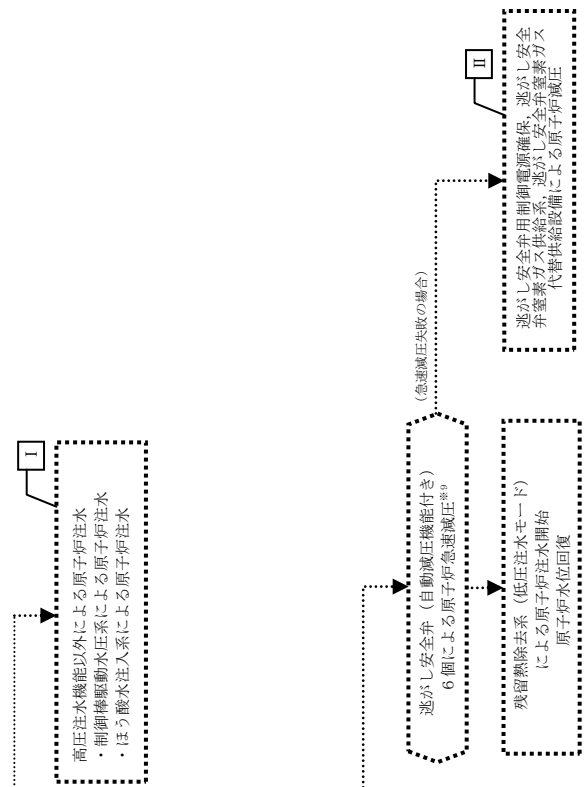 Ⅰ
高圧注水機能以外による原子炉注水
・制御棒駆動水圧系による原子炉注水
・ほう酸水注入系による原子炉注水
逃がし安全弁（自動減圧機能付き）
6個による原子炉急速減圧※9
（急速減圧失敗の場合）
Ⅱ
逃がし安全弁用制御電源確保，逃がし安全
弁窒素ガス供給系，逃がし安全弁窒素ガス
代替供給設備による原子炉減圧
残留熱除去系（低圧注水モード）
による原子炉注水開始
原子炉水位回復